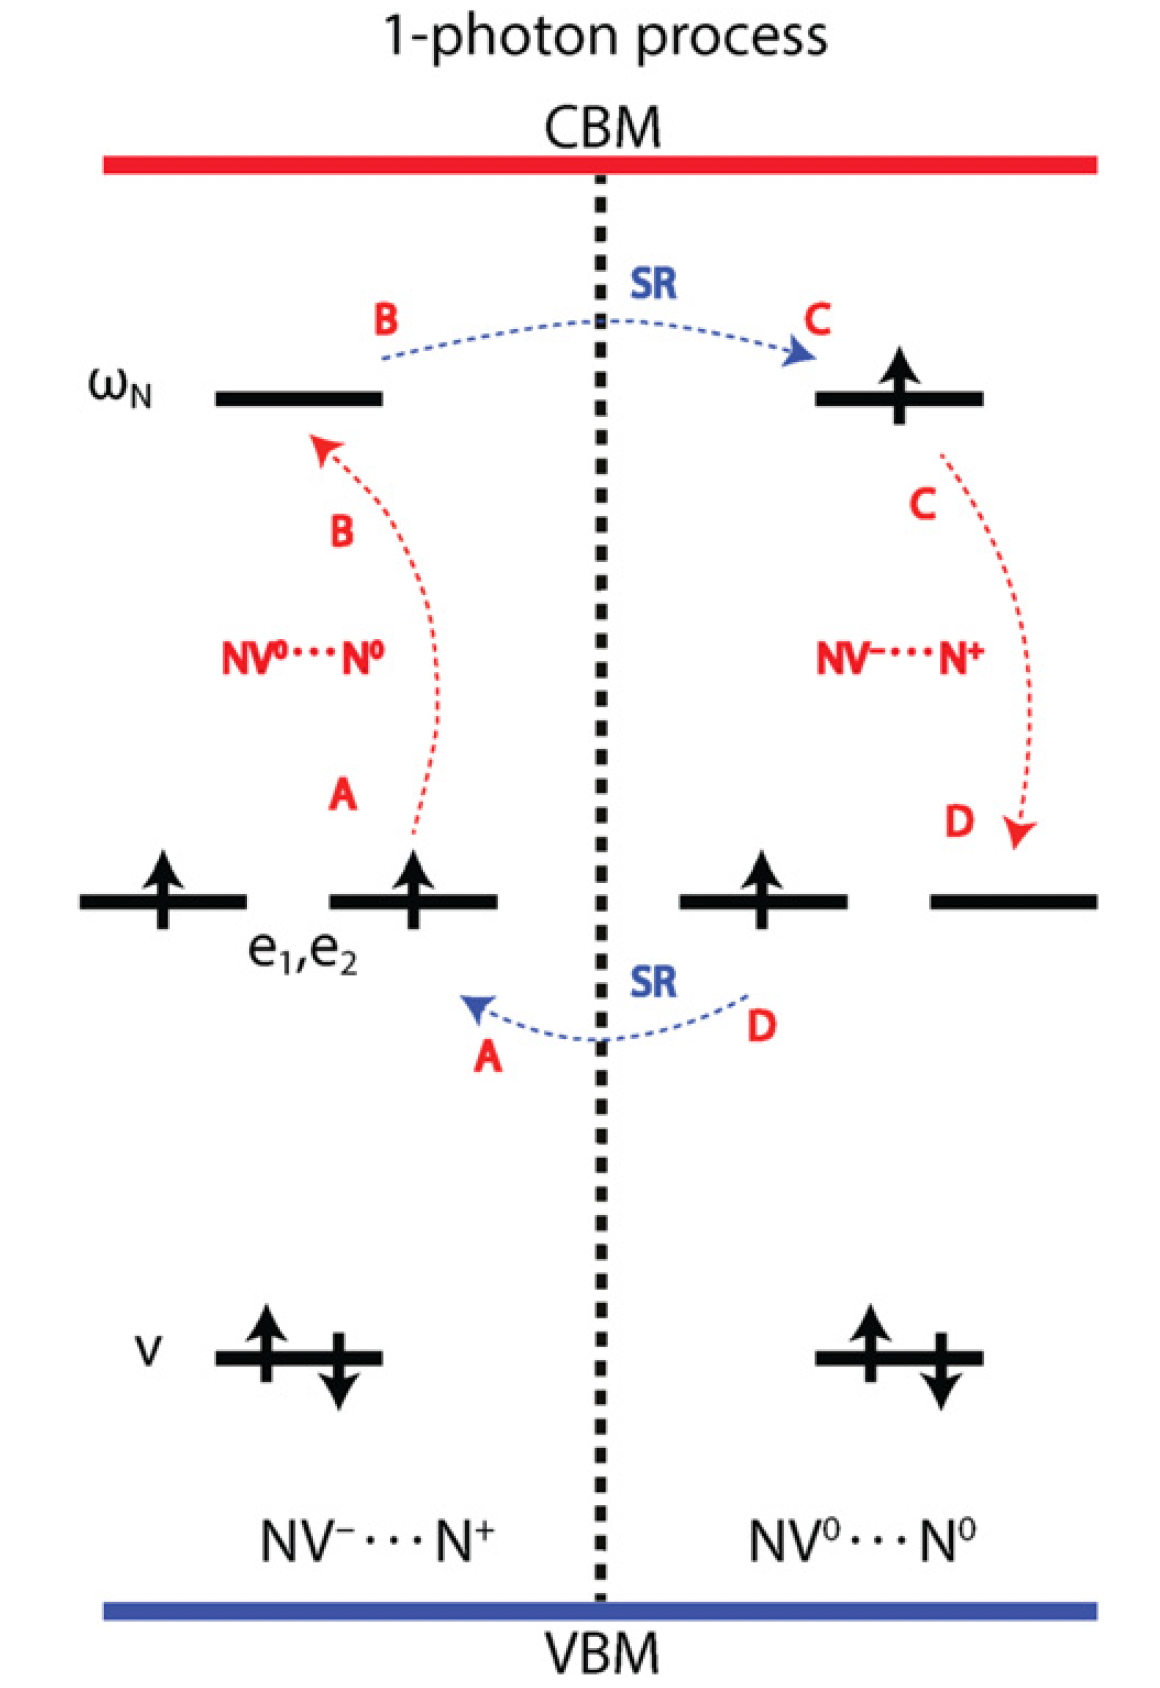 1-photon process
CBM
SR
B
C
ωN
C
B
NV⁰···N⁰
NV⁻···N⁺
A
D
e₁,e₂
SR
D
A
v
NV⁻···N⁺
NV⁰···N⁰
VBM